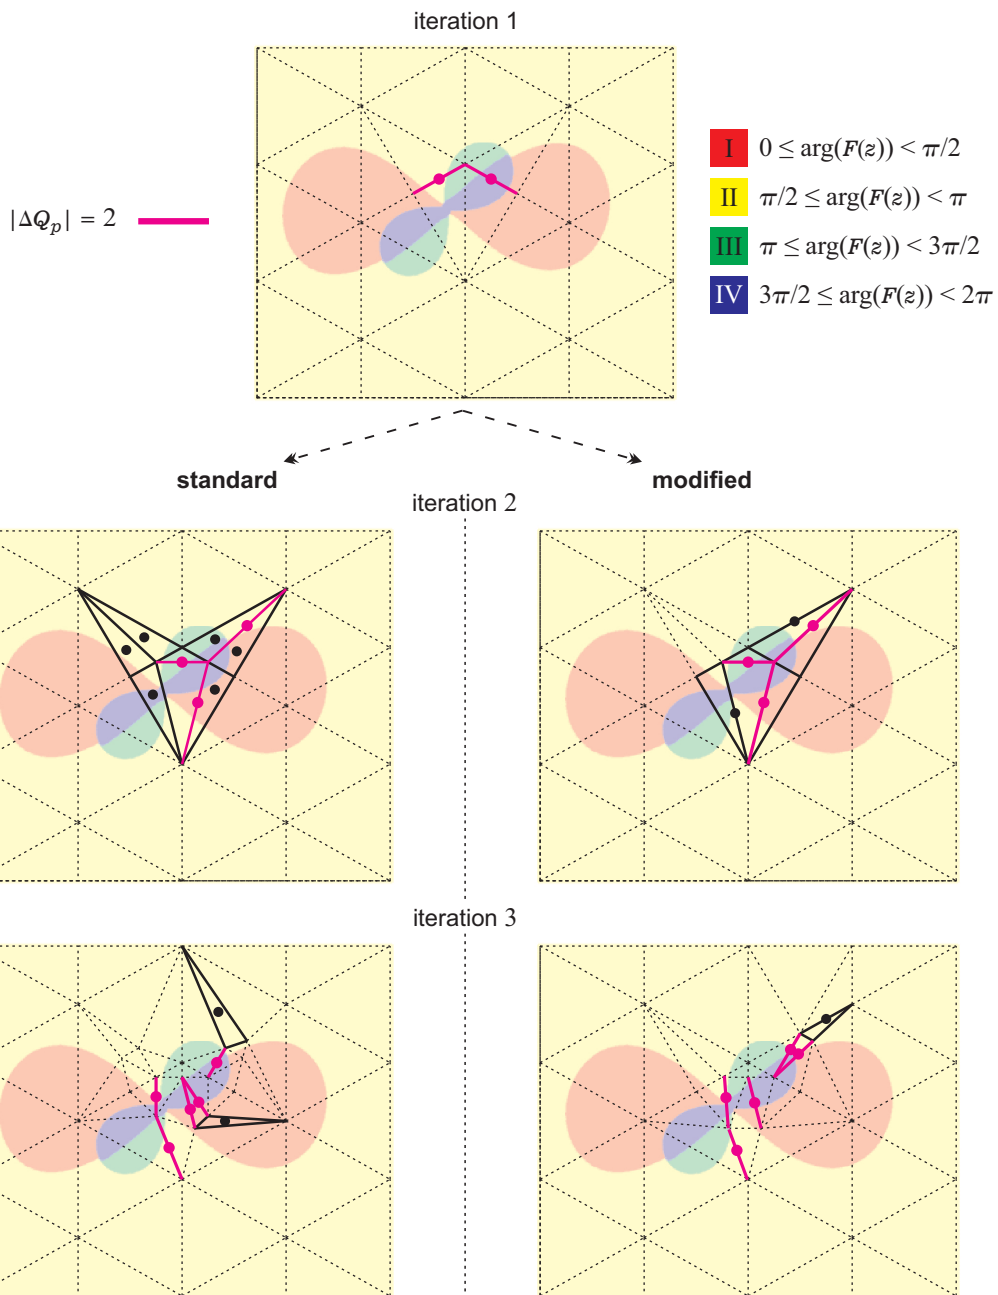 iteration 1
|ΔQ_p| = 2
I 0 ≤ arg(F(z)) < π/2
II π/2 ≤ arg(F(z)) < π
III π ≤ arg(F(z)) < 3π/2
IV 3π/2 ≤ arg(F(z)) < 2π
standard modified
iteration 2
iteration 3